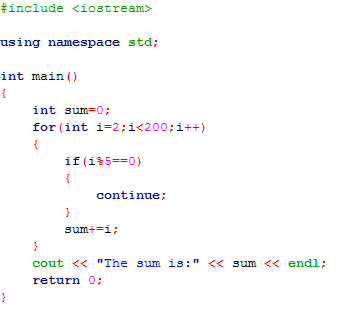 #include <iostream>
using namespace std;
int main()
{
int sum=0;
for(int i=2;i<200;i++)
{
if(i%5==0)
{
continue;
}
sum+=i;
}
cout << "The sum is:" << sum << endl;
return 0;
}